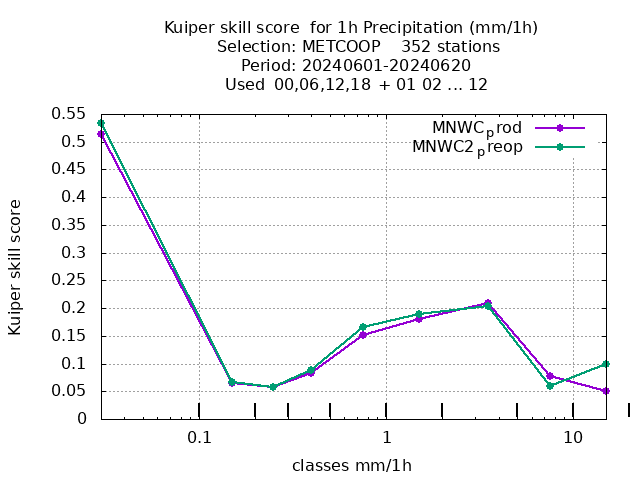 Kuiper skill score  for 1h Precipitation (mm/1h)
Selection: METCOOP    352 stations
Period: 20240601-20240620
Used  00,06,12,18 + 01 02 ... 12
MNWCprod
MNWC2preop
Kuiper skill score
0.55
0.5
0.45
0.4
0.35
0.3
0.25
0.2
0.15
0.1
0.05
0
0.1
1
10
classes mm/1h